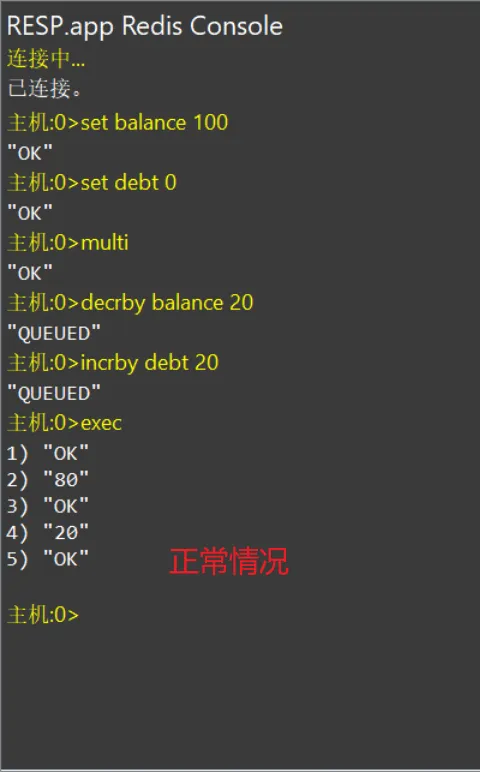 RESP.app Redis Console
连接中...
已连接。
主机:0>set balance 100
"OK"
主机:0>set debt 0
"OK"
主机:0>multi
"OK"
主机:0>decrby balance 20
"QUEUED"
主机:0>incrby debt 20
"QUEUED"
主机:0>exec
1) "OK"
2) "80"
3) "OK"
4) "20"
5) "OK"
正常情况
主机:0>